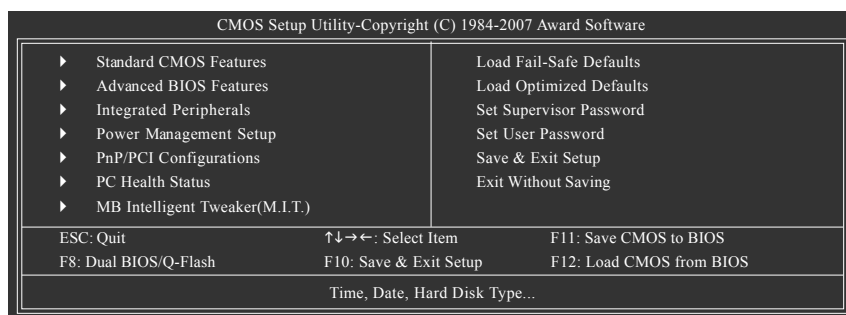 CMOS Setup Utility-Copyright (C) 1984-2007 Award Software
Standard CMOS Features
Advanced BIOS Features
Integrated Peripherals
Power Management Setup
PnP/PCI Configurations
PC Health Status
MB Intelligent Tweaker(M.I.T.)
Load Fail-Safe Defaults
Load Optimized Defaults
Set Supervisor Password
Set User Password
Save & Exit Setup
Exit Without Saving
ESC: Quit
↑↓→←: Select Item
F11: Save CMOS to BIOS
F8: Dual BIOS/Q-Flash
F10: Save & Exit Setup
F12: Load CMOS from BIOS
Time, Date, Hard Disk Type...